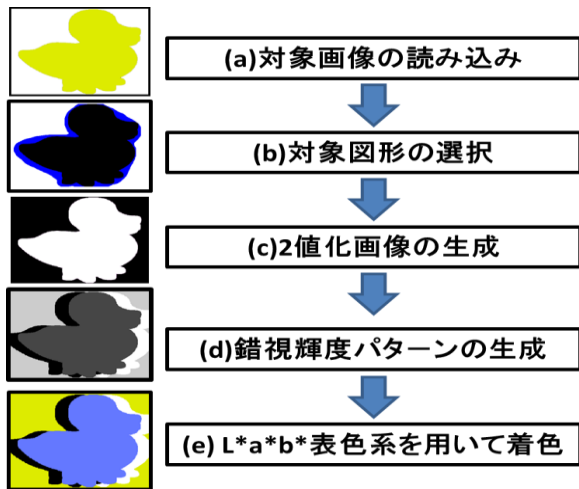 (a)対象画像の読み込み
(b)対象図形の選択
(c)2値化画像の生成
(d)錯視輝度パターンの生成
(e) L*a*b*表色系を用いて着色